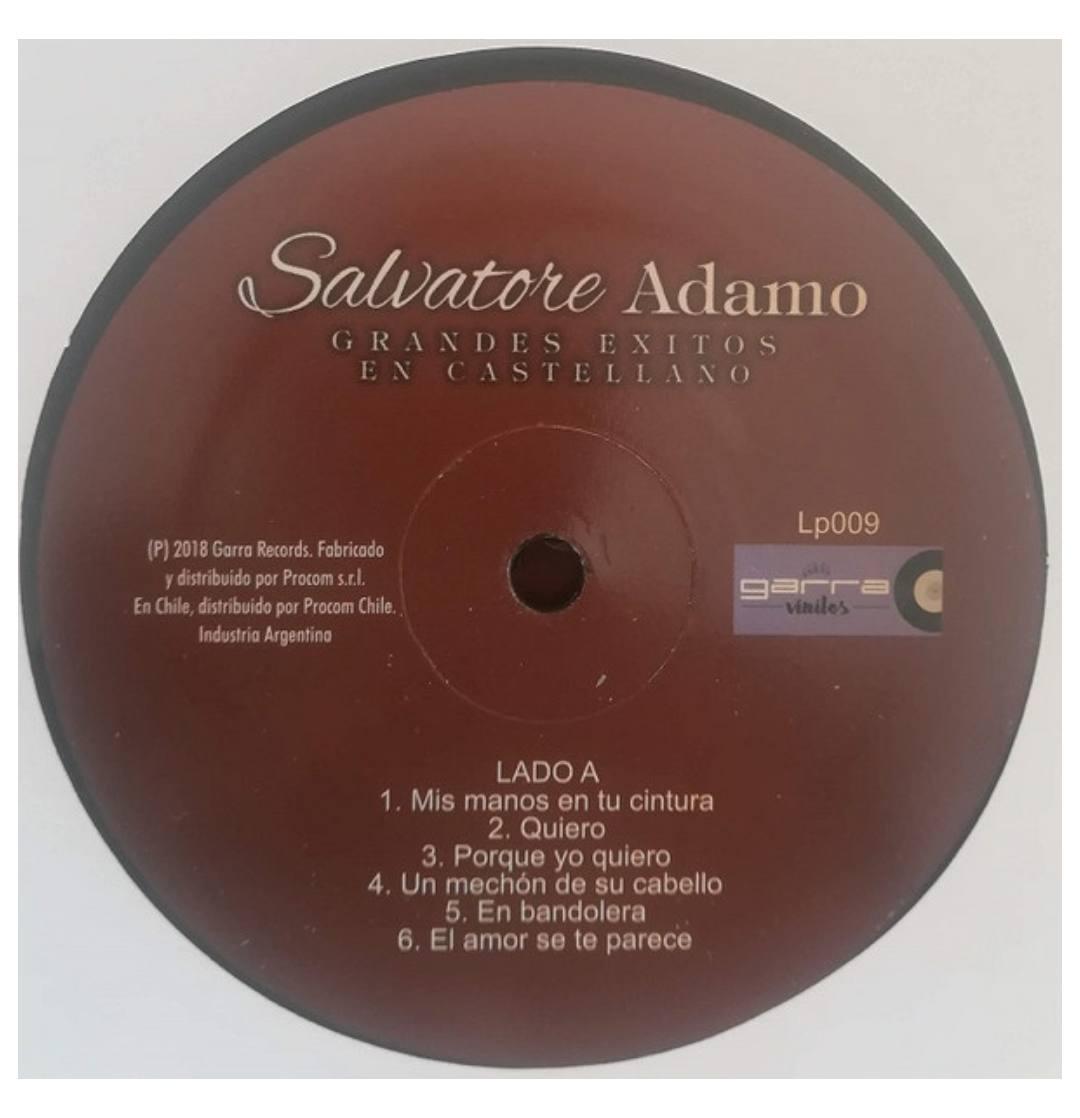 Salvatore Adamo
GRANDES EXITOS
EN CASTELLANO
(P) 2018 Garra Records. Fabricado
y distribuido por Procom s.r.l.
En Chile, distribuido por Procom Chile.
Industria Argentina
Lp009
garra
vinilos
LADO A
1. Mis manos en tu cintura
2. Quiero
3. Porque yo quiero
4. Un mechón de su cabello
5. En bandolera
6. El amor se te parece